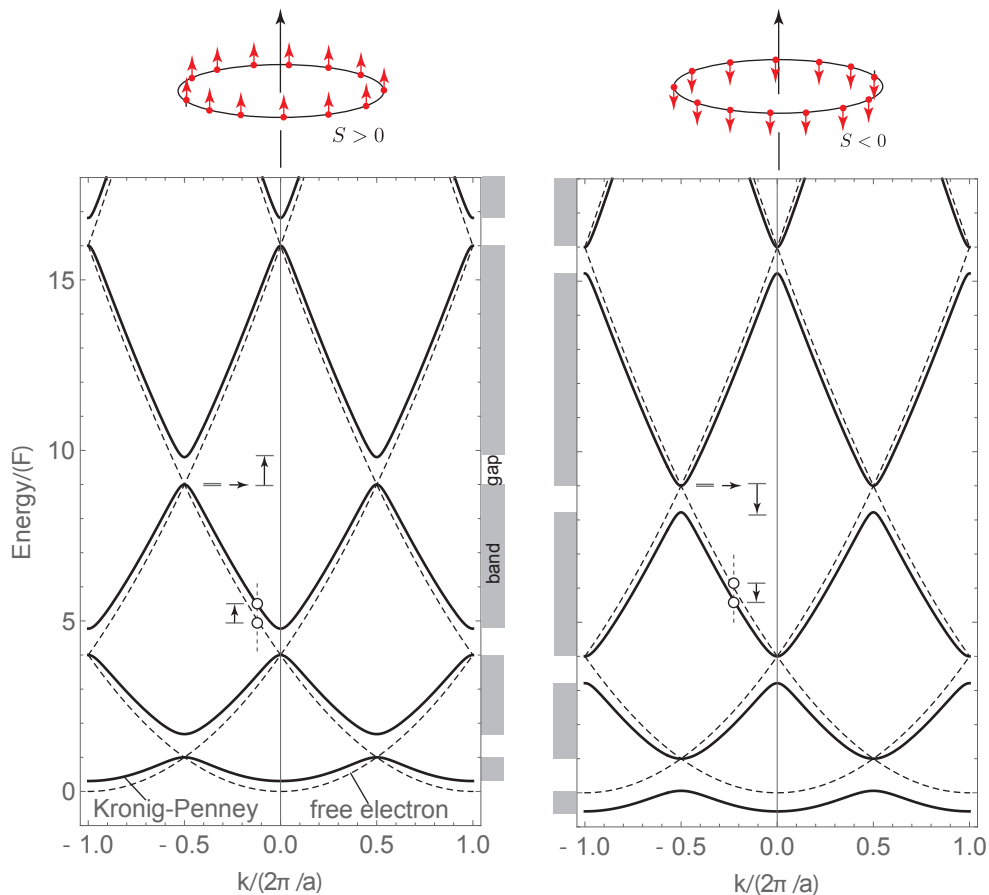 S > 0
S < 0
Energy/(F)
15
10
5
0
gap
band
Kronig-Penney
free electron
- 1.0
- 0.5
0.0
0.5
1.0
k/(2π /a)
- 1.0
- 0.5
0.0
0.5
1.0
k/(2π /a)